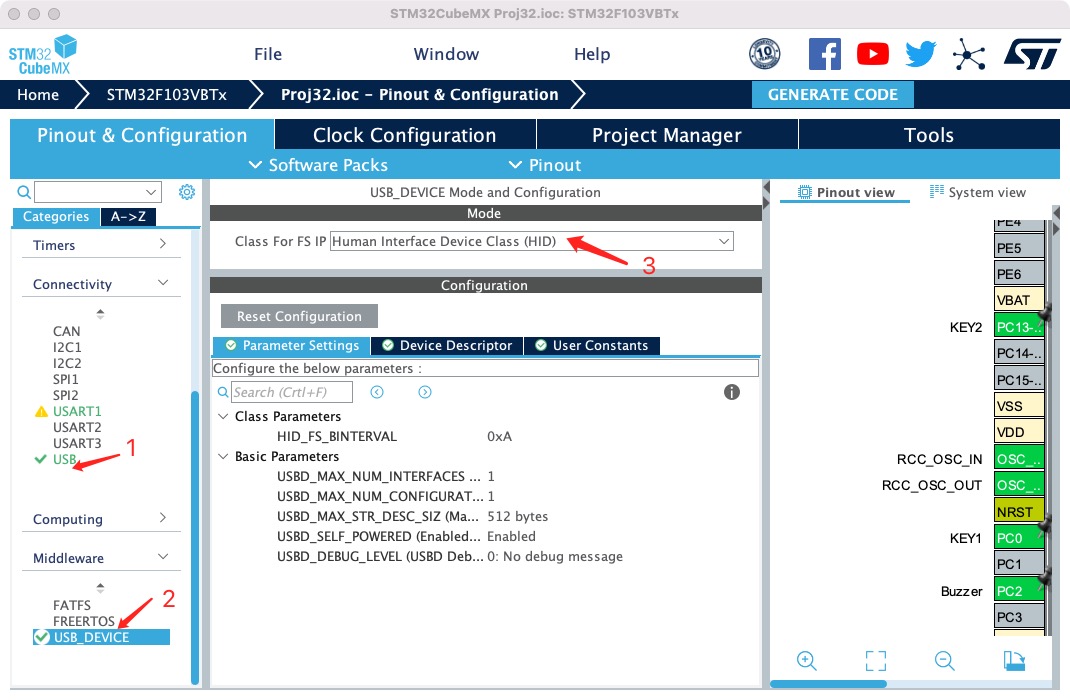 STM32CubeMX Proj32.ioc: STM32F103VBTx
STM32
CubeMX
File
Window
Help
10
Home
STM32F103VBTx
Proj32.ioc – Pinout & Configuration
GENERATE CODE
Pinout & Configuration
Clock Configuration
Project Manager
Tools
Software Packs
Pinout
Categories
A->Z
Timers
Connectivity
CAN
I2C1
I2C2
SPI1
SPI2
USART1
USART2
USART3
USB
1
Computing
Middleware
FATFS
FREERTOS
USB_DEVICE
2
USB_DEVICE Mode and Configuration
Mode
Class For FS IP Human Interface Device Class (HID)
3
Configuration
Reset Configuration
Parameter Settings
Device Descriptor
User Constants
Configure the below parameters :
Search (Crtl+F)
Class Parameters
HID_FS_BINTERVAL 0xA
Basic Parameters
USBD_MAX_NUM_INTERFACES ... 1
USBD_MAX_NUM_CONFIGURAT... 1
USBD_MAX_STR_DESC_SIZ (Ma... 512 bytes
USBD_SELF_POWERED (Enabled... Enabled
USBD_DEBUG_LEVEL (USBD Deb... 0: No debug message
Pinout view
System view
PE4
PE5
PE6
VBAT
KEY2 PC13-..
PC14-..
PC15-..
VSS
VDD
RCC_OSC_IN OSC_..
RCC_OSC_OUT OSC_..
NRST
KEY1 PC0
PC1
Buzzer PC2
PC3